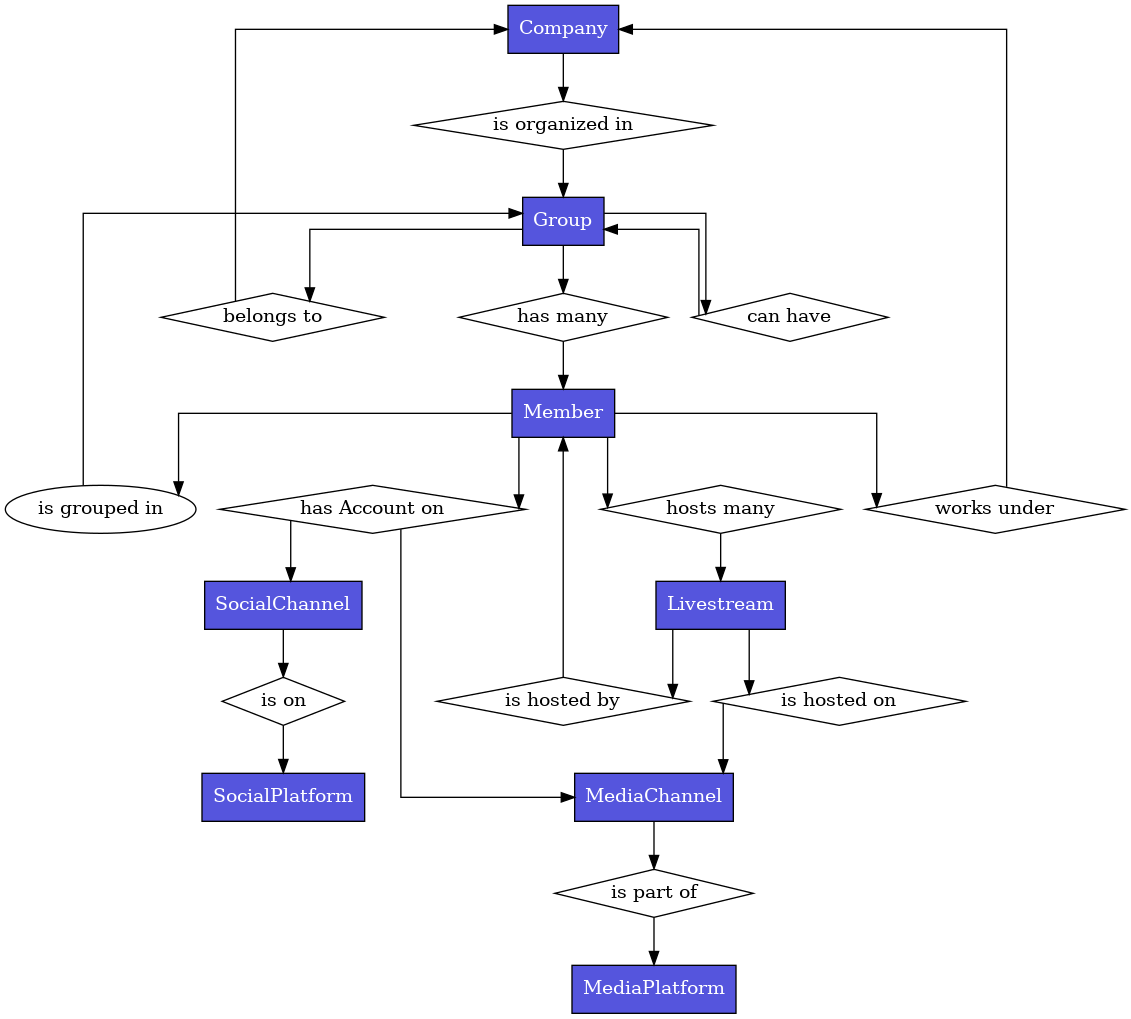 Company
is organized in
Group
belongs to
has many
can have
Member
is grouped in
has Account on
hosts many
works under
SocialChannel
Livestream
is on
is hosted by
is hosted on
SocialPlatform
MediaChannel
is part of
MediaPlatform